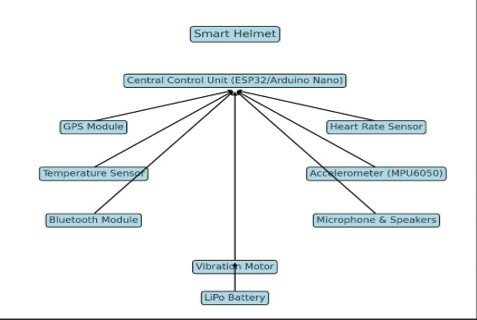 Smart Helmet
Central Control Unit (ESP32/Arduino Nano)
GPS Module
Heart Rate Sensor
Temperature Sensor
Accelerometer (MPU6050)
Bluetooth Module
Microphone & Speakers
Vibration Motor
LiPo Battery